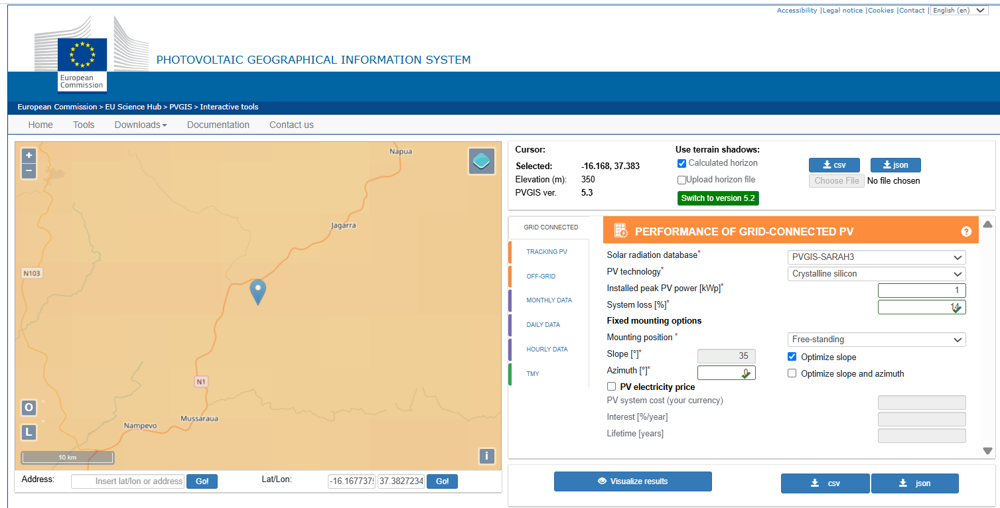 Accessibility |Legal notice |Cookies |Contact | English (en)
European
Commission
PHOTOVOLTAIC GEOGRAPHICAL INFORMATION SYSTEM
European Commission > EU Science Hub > PVGIS > Interactive tools
Home Tools Downloads Documentation Contact us
+
−
Napua
Jagarra
N103
N1
Mussaraua
Nampevo
O
L
10 km
i
Address: Insert lat/lon or address Go! Lat/Lon: -16.167737 37.3827234 Go!
Cursor:
Selected: -16.168, 37.383
Elevation (m): 350
PVGIS ver. 5.3
Use terrain shadows:
Calculated horizon
Upload horizon file
Switch to version 5.2
csv json
Choose File No file chosen
GRID CONNECTED
TRACKING PV
OFF-GRID
MONTHLY DATA
DAILY DATA
HOURLY DATA
TMY
PERFORMANCE OF GRID-CONNECTED PV ?
Solar radiation database* PVGIS-SARAH3
PV technology* Crystalline silicon
Installed peak PV power [kWp]* 1
System loss [%]* 14
Fixed mounting options
Mounting position * Free-standing
Slope [°]* 35 Optimize slope
Azimuth [°]* 0 Optimize slope and azimuth
PV electricity price
PV system cost (your currency)
Interest [%/year]
Lifetime [years]
Visualize results csv json